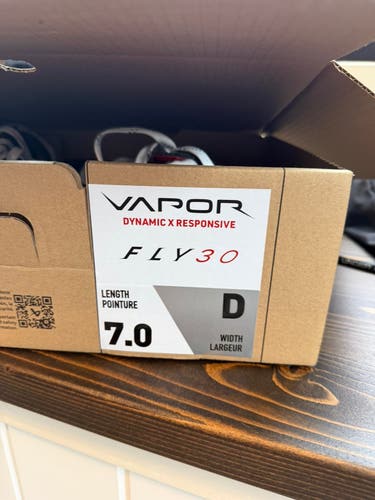 VAPOR
DYNAMIC X RESPONSIVE
FLY30
LENGTH
POINTURE
7.0
D
WIDTH
LARGEUR